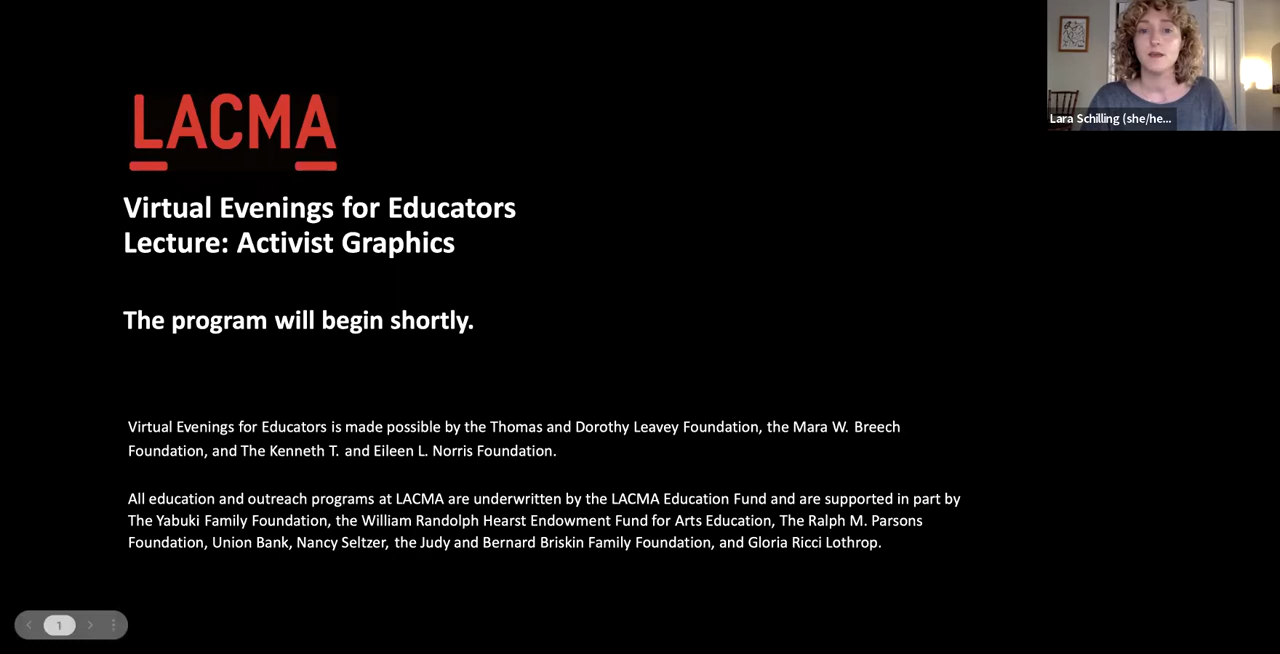 LACMA
Lara Schilling (she/he...
Virtual Evenings for Educators
Lecture: Activist Graphics
The program will begin shortly.
Virtual Evenings for Educators is made possible by the Thomas and Dorothy Leavey Foundation, the Mara W. Breech
Foundation, and The Kenneth T. and Eileen L. Norris Foundation.
All education and outreach programs at LACMA are underwritten by the LACMA Education Fund and are supported in part by
The Yabuki Family Foundation, the William Randolph Hearst Endowment Fund for Arts Education, The Ralph M. Parsons
Foundation, Union Bank, Nancy Seltzer, the Judy and Bernard Briskin Family Foundation, and Gloria Ricci Lothrop.
1